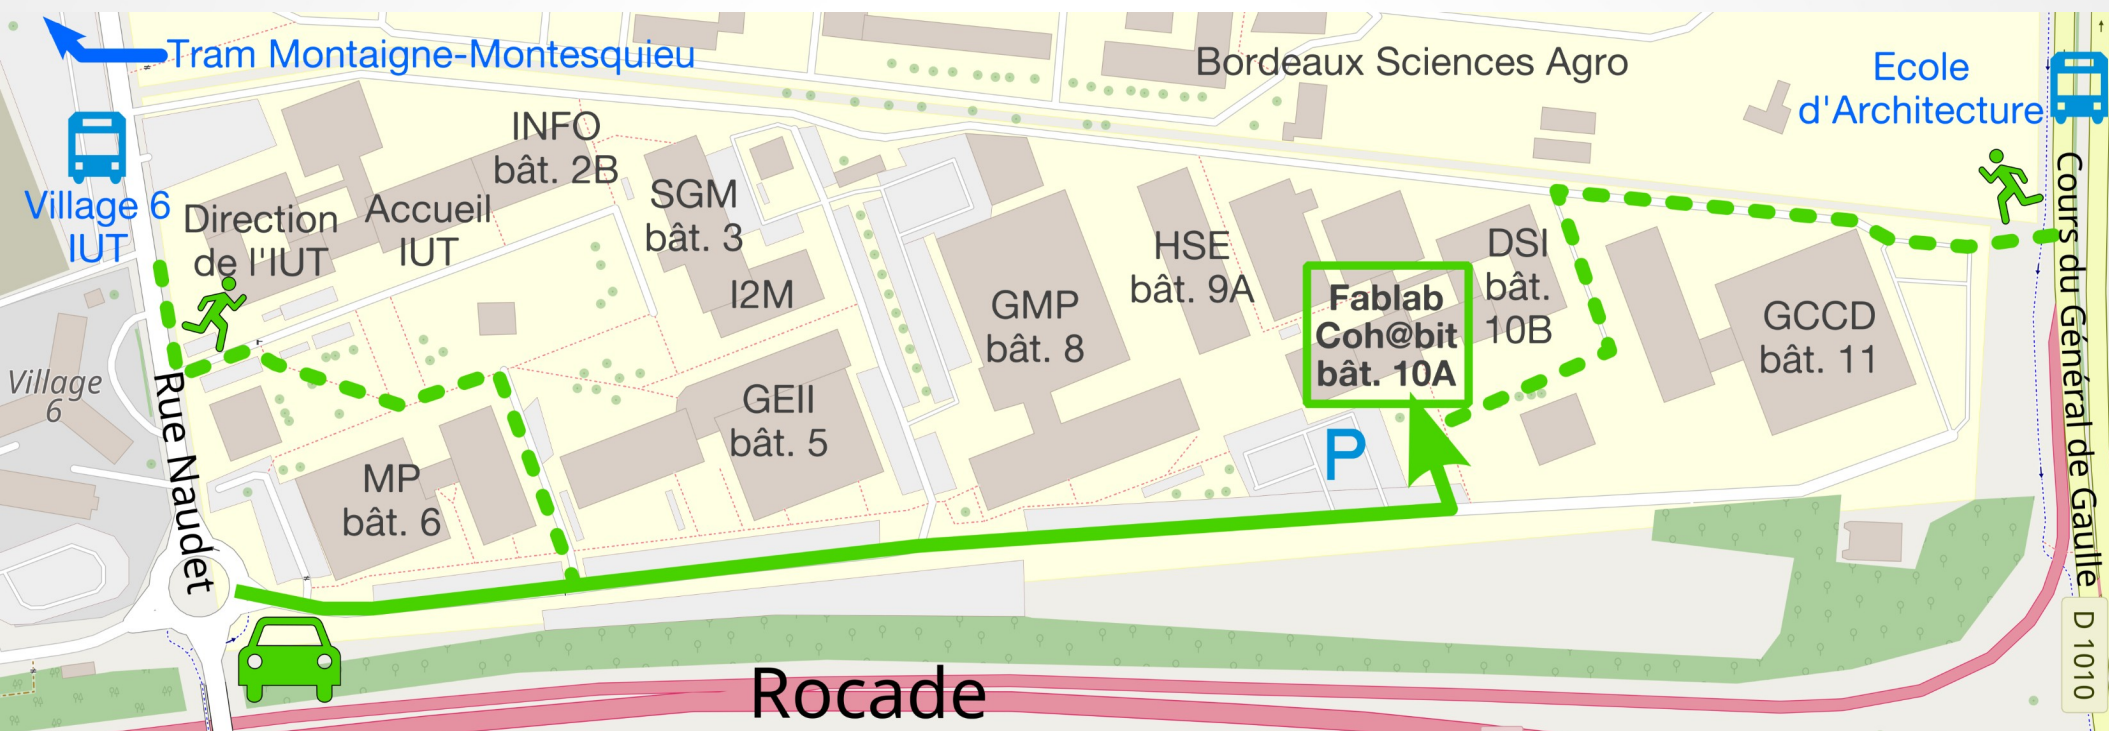 Tram Montaigne-Montesquieu
Bordeaux Sciences Agro
Ecole
d'Architecture
INFO
bât. 2B
Village 6
IUT
Direction
de l'IUT
Accueil
IUT
SGM
bât. 3
I2M
GMP
bât. 8
HSE
bât. 9A
DSI
bât.
10B
Fablab
Coh@bit
bât. 10A
GCCD
bât. 11
Cours du Général de Gaulle
Village
6
Rue Naudet
GEII
bât. 5
MP
bât. 6
P
D 1010
Rocade